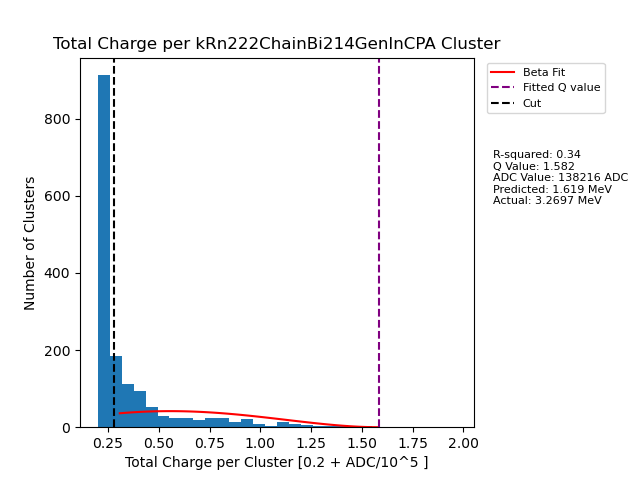 Total Charge per kRn222ChainBi214GenInCPA Cluster
Beta Fit
Fitted Q value
Cut
R-squared: 0.34
Q Value: 1.582
ADC Value: 138216 ADC
Predicted: 1.619 MeV
Actual: 3.2697 MeV
Number of Clusters
800
600
400
200
0
0.25 0.50 0.75 1.00 1.25 1.50 1.75 2.00
Total Charge per Cluster [0.2 + ADC/10^5 ]